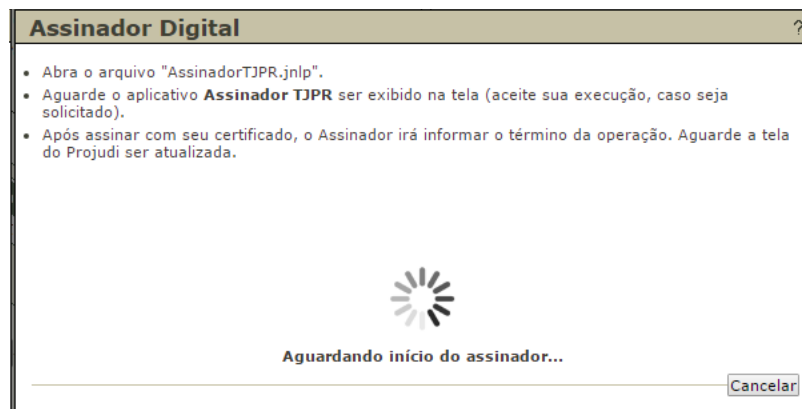 Assinador Digital ?
• Abra o arquivo "AssinadorTJPR.jnlp".
• Aguarde o aplicativo Assinador TJPR ser exibido na tela (aceite sua execução, caso seja
solicitado).
• Após assinar com seu certificado, o Assinador irá informar o término da operação. Aguarde a tela
do Projudi ser atualizada.
Aguardando início do assinador...
Cancelar